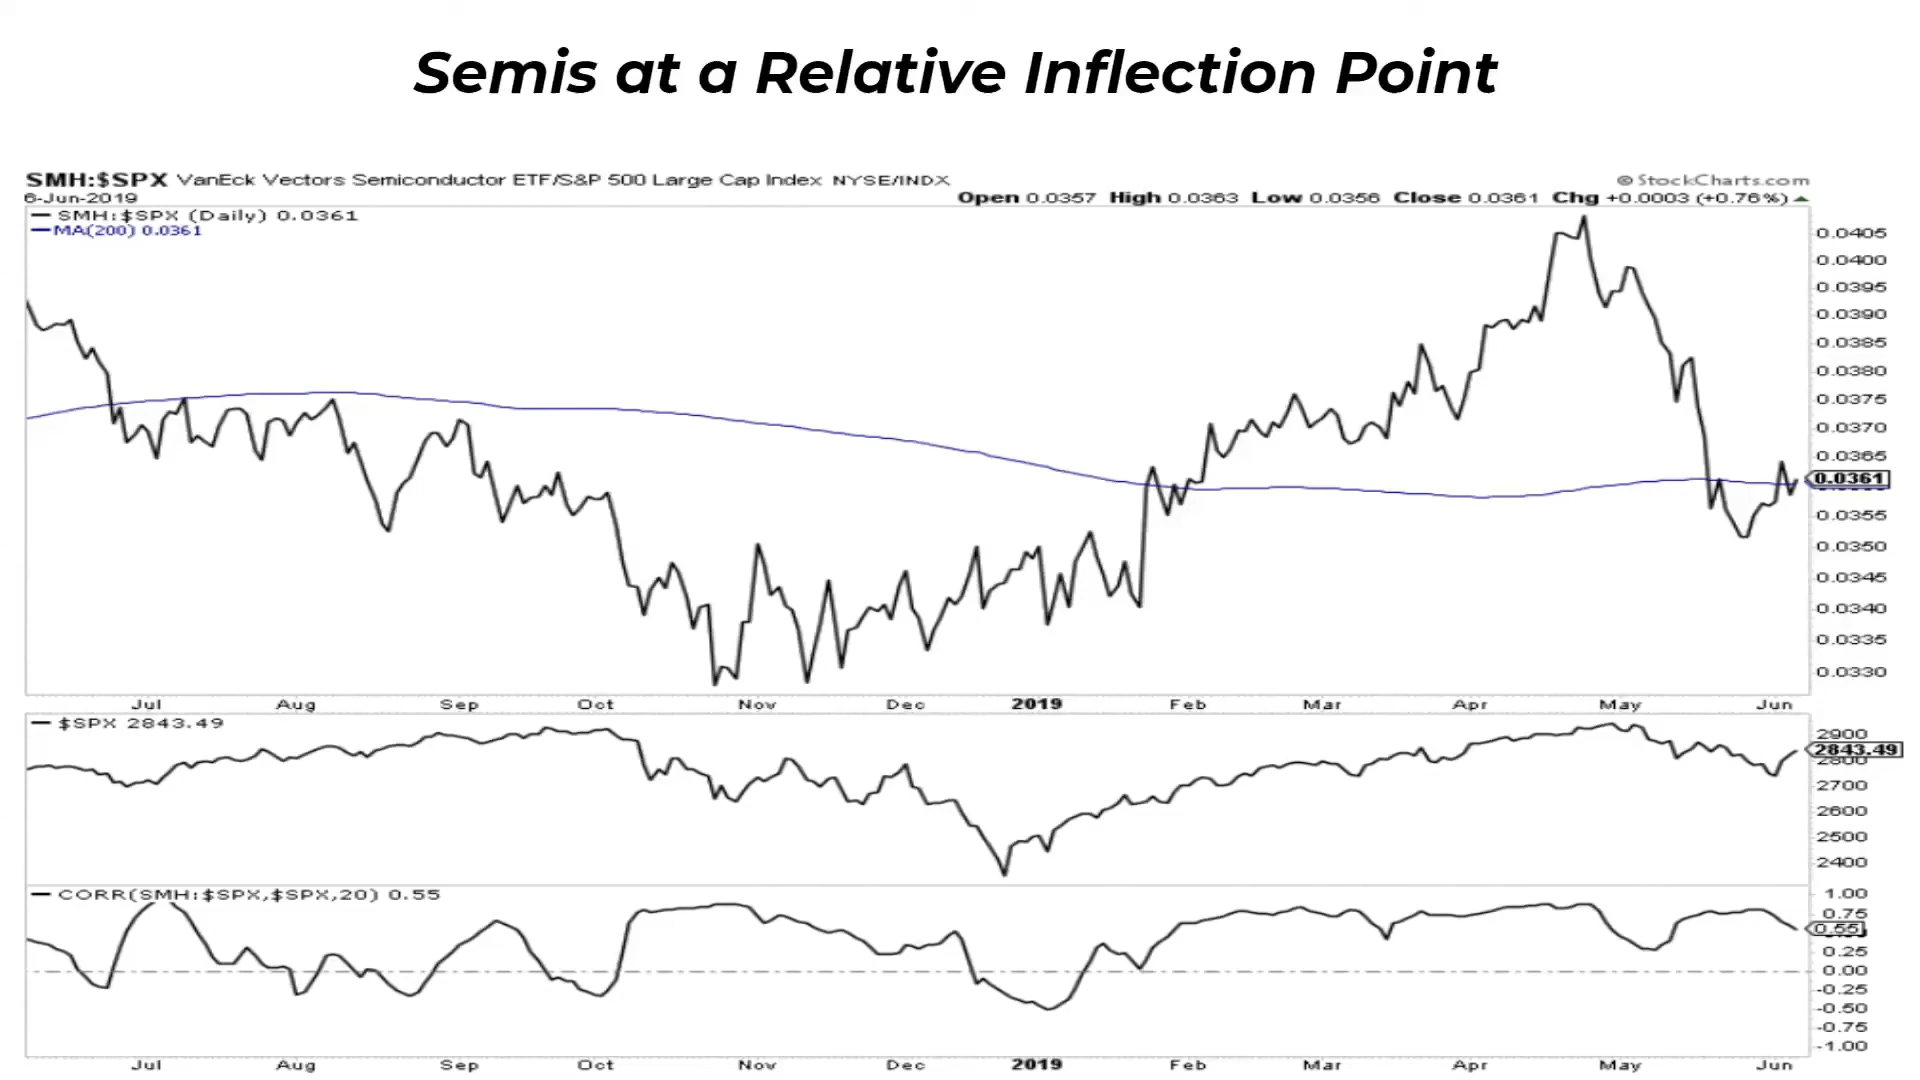 Semis at a Relative Inflection Point
SMH:$SPX VanEck Vectors Semiconductor ETF/S&P 500 Large Cap Index NYSE/INDX
© StockCharts.com
6-Jun-2019
Open 0.0357 High 0.0363 Low 0.0356 Close 0.0361 Chg +0.0003 (+0.76%)
SMH:$SPX (Daily) 0.0361
MA(200) 0.0361
0.0405
0.0400
0.0395
0.0390
0.0385
0.0380
0.0375
0.0370
0.0365
0.0361
0.0355
0.0350
0.0345
0.0340
0.0335
0.0330
Jul Aug Sep Oct Nov Dec 2019 Feb Mar Apr May Jun
$SPX 2843.49
2900
2843.49
2800
2700
2600
2500
2400
CORR(SMH:$SPX,$SPX,20) 0.55
1.00
0.75
0.55
0.25
0.00
-0.25
-0.50
-0.75
-1.00
Jul Aug Sep Oct Nov Dec 2019 Feb Mar Apr May Jun